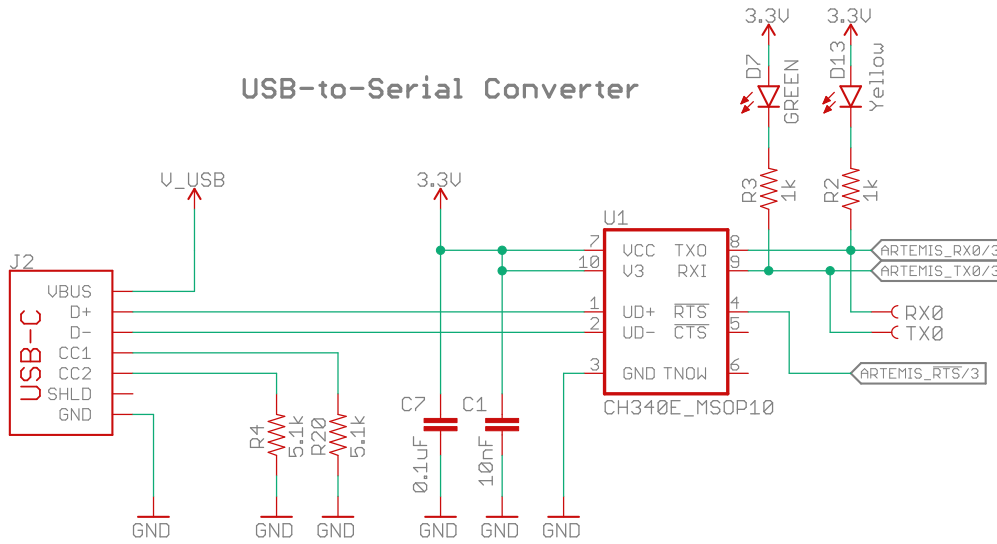 USB-to-Serial Converter
3.3V
3.3V
D7
GREEN
D13
Yellow
R3
1k
R2
1k
V_USB
3.3V
J2
USB-C
VBUS
D+
D-
CC1
CC2
SHLD
GND
U1
7 VCC TXO 8
10 V3 RXI 9
1 UD+ RTS 4
2 UD- CTS 5
3 GND TNOW 6
CH340E_MSOP10
ARTEMIS_RX0/3
ARTEMIS_TX0/3
RX0
TX0
ARTEMIS_RTS/3
R4
5.1k
R20
5.1k
C7
0.1uF
C1
10nF
GND
GND
GND
GND
GND
GND